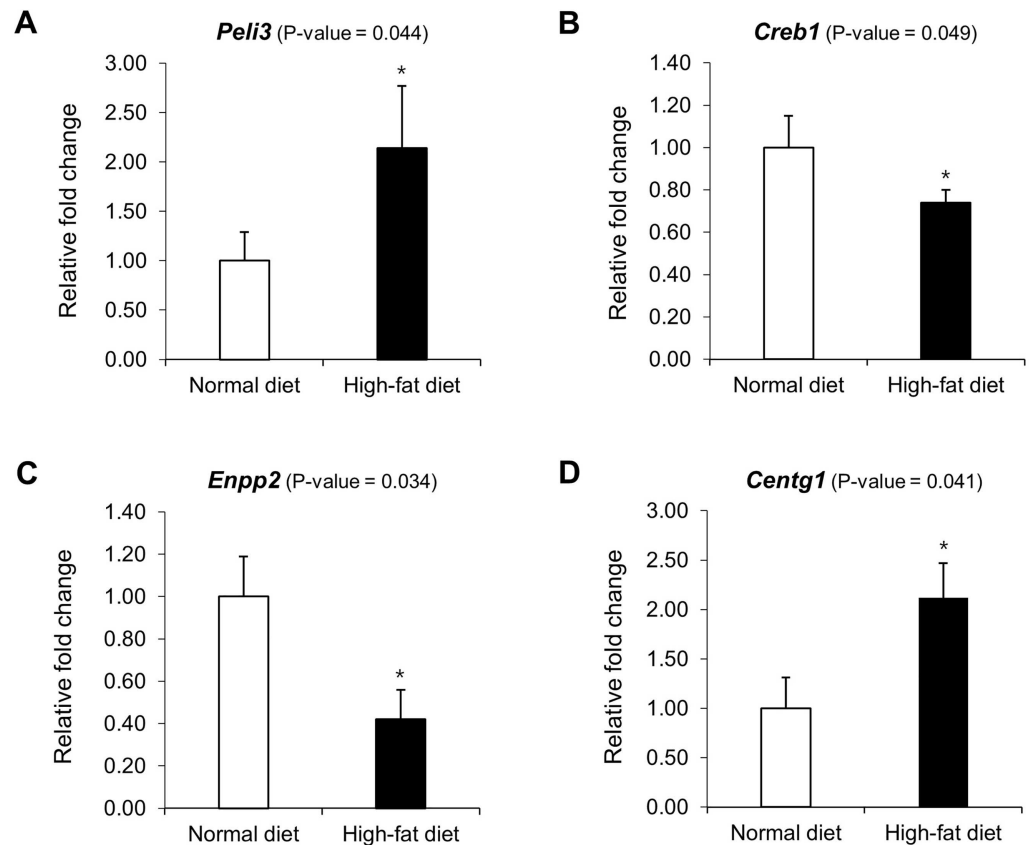 A
Peli3 (P-value = 0.044)
Relative fold change
3.00
2.50
2.00
1.50
1.00
0.50
0.00
*
Normal diet
High-fat diet
B
Creb1 (P-value = 0.049)
Relative fold change
1.40
1.20
1.00
0.80
0.60
0.40
0.20
0.00
*
Normal diet
High-fat diet
C
Enpp2 (P-value = 0.034)
Relative fold change
1.40
1.20
1.00
0.80
0.60
0.40
0.20
0.00
*
Normal diet
High-fat diet
D
Centg1 (P-value = 0.041)
Relative fold change
3.00
2.50
2.00
1.50
1.00
0.50
0.00
*
Normal diet
High-fat diet